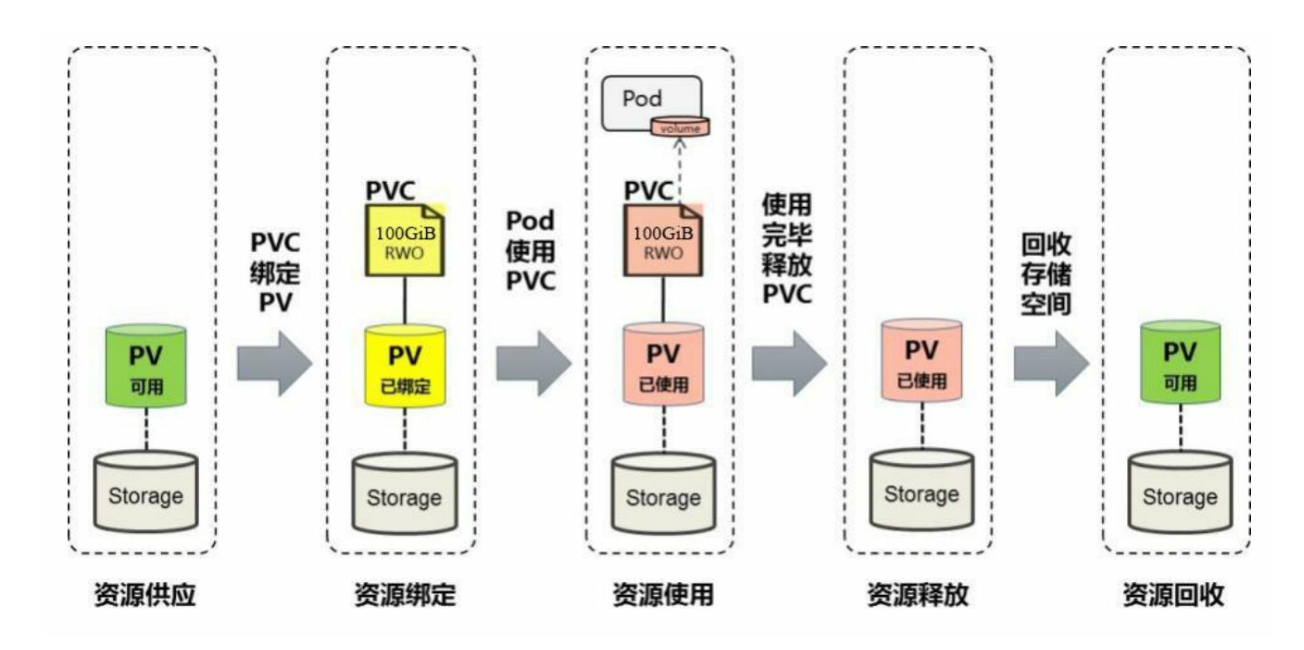 Pod
volume
PVC
100GiB
RWO
PVC
100GiB
RWO
PVC
绑定
PV
Pod
使用
PVC
使用
完毕
释放
PVC
回收
存储
空间
PV
可用
PV
已绑定
PV
已使用
PV
已使用
PV
可用
Storage
Storage
Storage
Storage
Storage
资源供应
资源绑定
资源使用
资源释放
资源回收